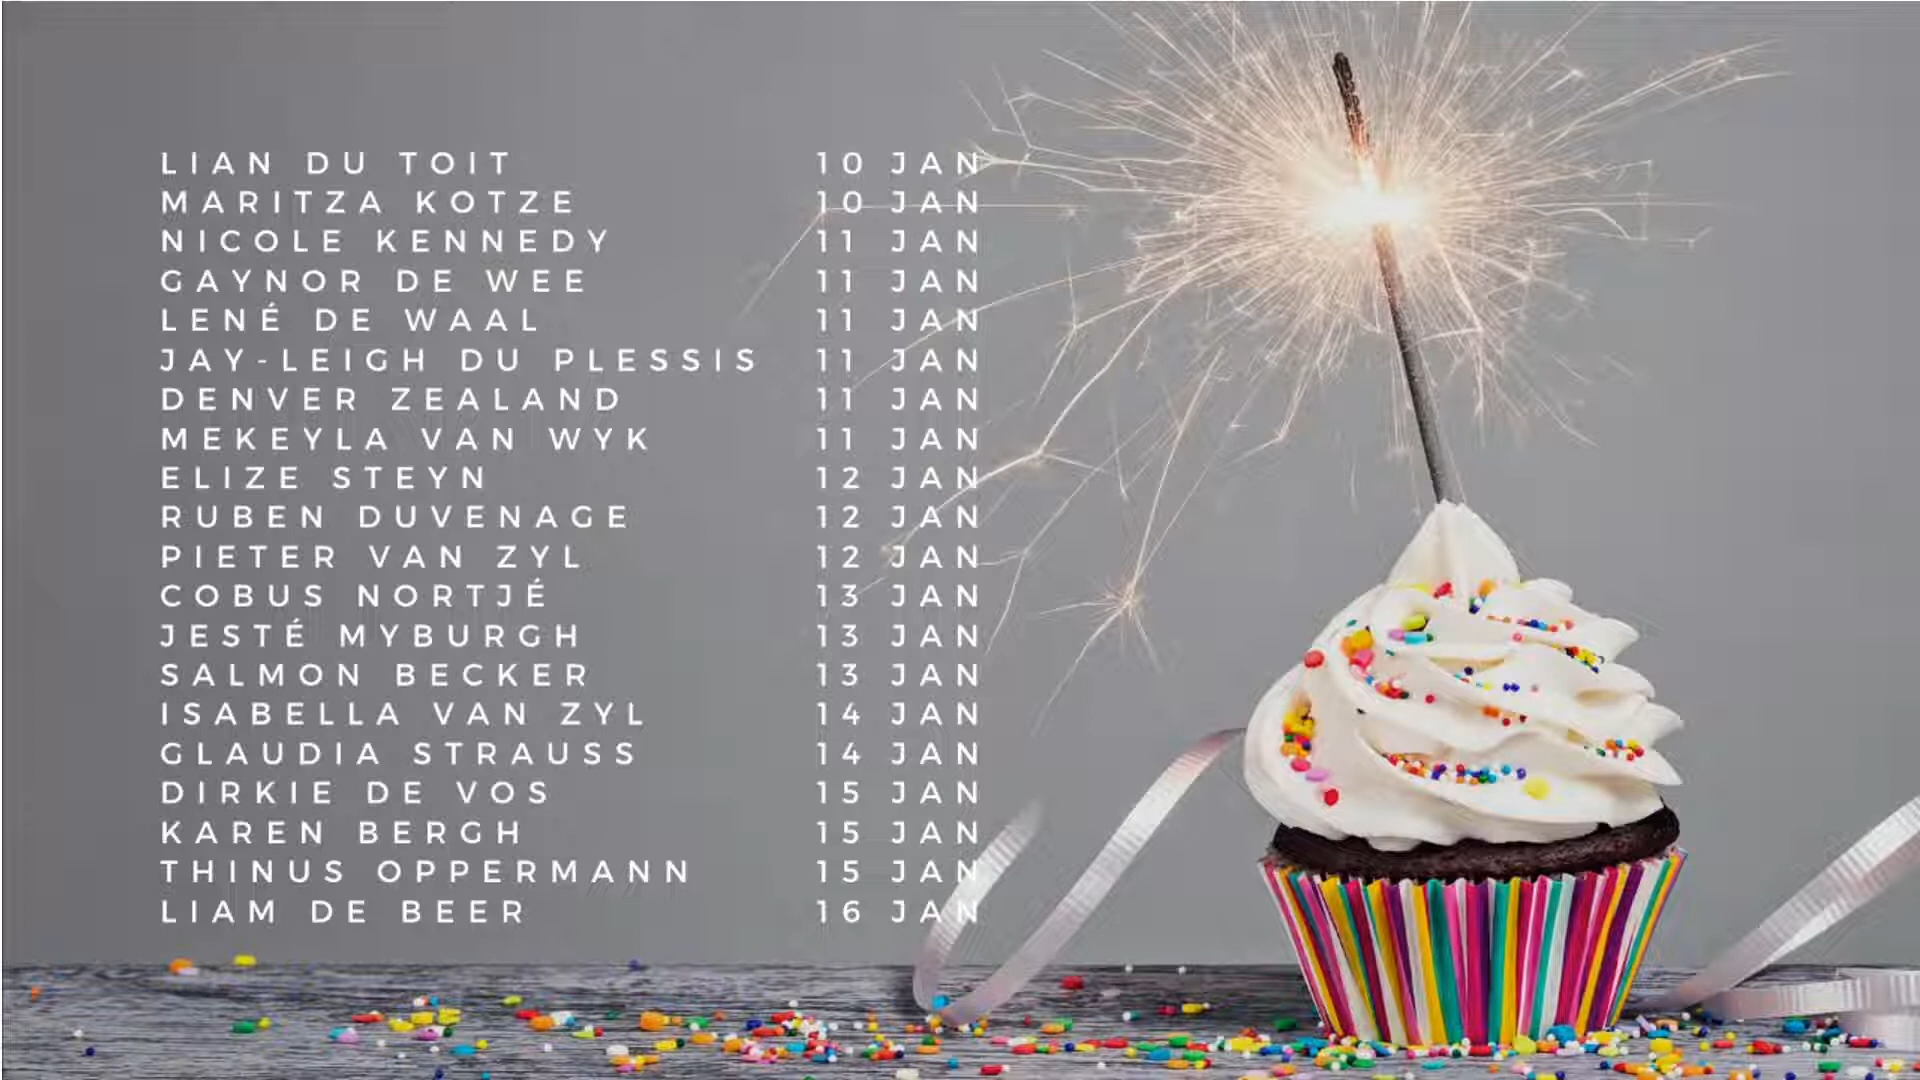 LIAN DU TOIT 10 JAN
MARITZA KOTZE 10 JAN
NICOLE KENNEDY 11 JAN
GAYNOR DE WEE 11 JAN
LENÉ DE WAAL 11 JAN
JAY-LEIGH DU PLESSIS 11 JAN
DENVER ZEALAND 11 JAN
MEKEYLA VAN WYK 11 JAN
ELIZE STEYN 12 JAN
RUBEN DUVENAGE 12 JAN
PIETER VAN ZYL 12 JAN
COBUS NORTJÉ 13 JAN
JESTÉ MYBURGH 13 JAN
SALMON BECKER 13 JAN
ISABELLA VAN ZYL 14 JAN
GLAUDIA STRAUSS 14 JAN
DIRKIE DE VOS 15 JAN
KAREN BERGH 15 JAN
THINUS OPPERMANN 15 JAN
LIAM DE BEER 16 JAN